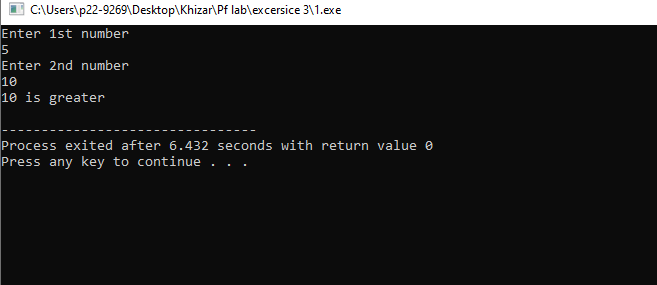 C:\Users\p22-9269\Desktop\Khizar\Pf lab\excersice 3\1.exe
Enter 1st number
5
Enter 2nd number
10
10 is greater
--------------------------------
Process exited after 6.432 seconds with return value 0
Press any key to continue . . .